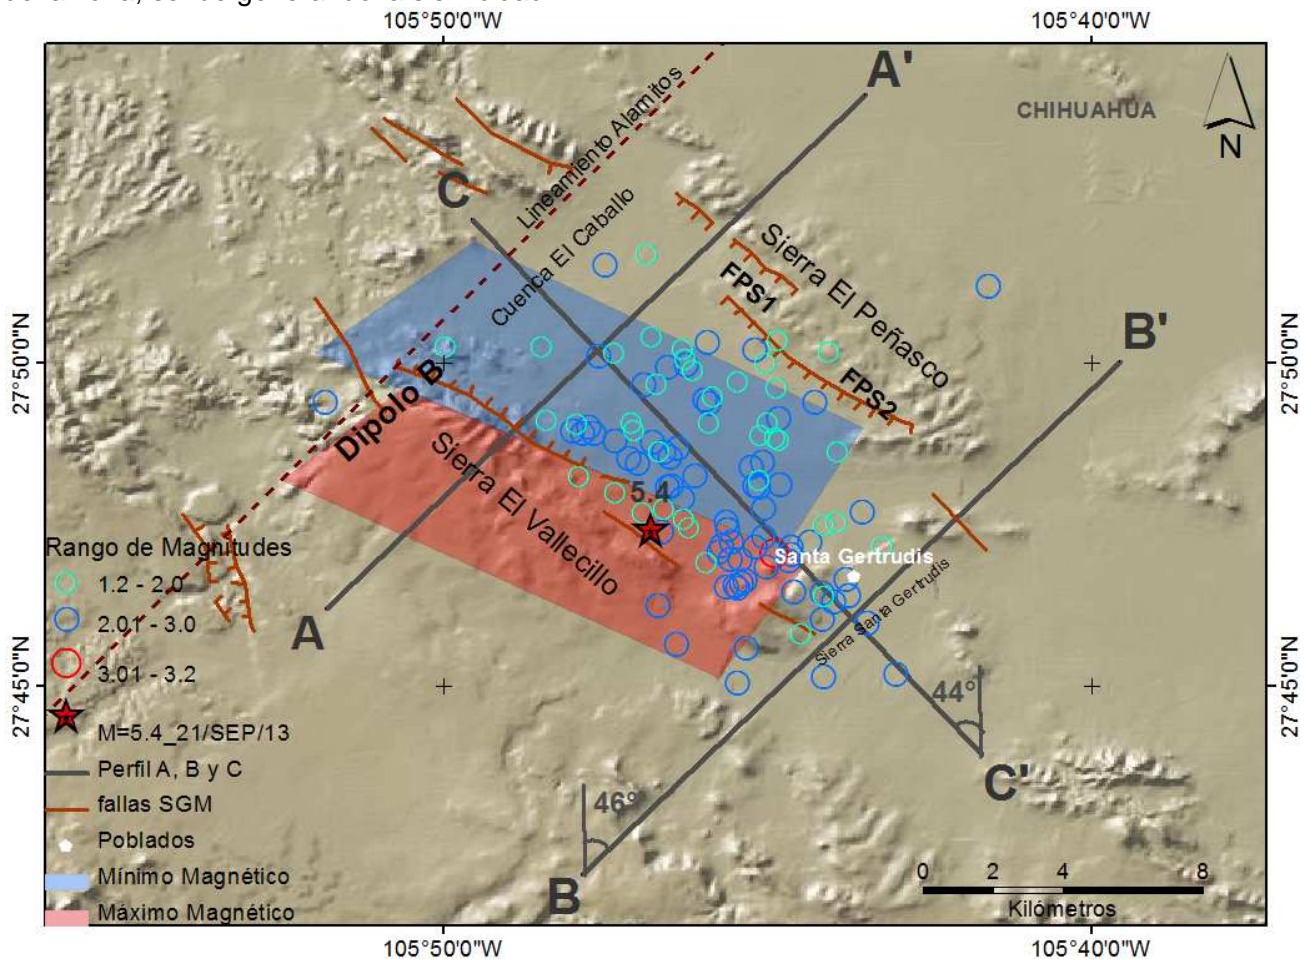 105°50'0"W
105°40'0"W
A'
CHIHUAHUA
N
Lineamiento Alamitos
C
Cuenca El Caballo
Sierra El Peñasco
FPS1
B'
27°50'0"N
27°50'0"N
FPS2
Dipolo B
Sierra El Vallecillo
5.4
Santa Gertrudis
Sierra Santa Gertrudis
Rango de Magnitudes
1.2 - 2.0
2.01 - 3.0
3.01 - 3.2
M=5.4_21/SEP/13
Perfil A, B y C
fallas SGM
Poblados
Mínimo Magnético
Máximo Magnético
A
27°45'0"N
27°45'0"N
44°
C'
46°
B
0 2 4 8
Kilómetros
105°50'0"W
105°40'0"W